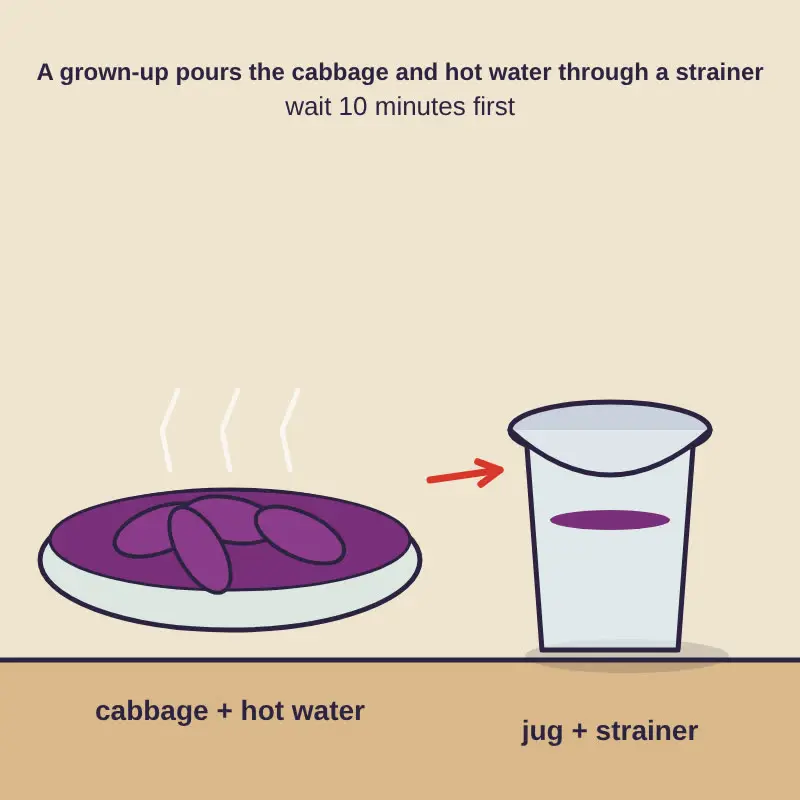 A grown-up pours the cabbage and hot water through a strainer
wait 10 minutes first
cabbage + hot water
jug + strainer